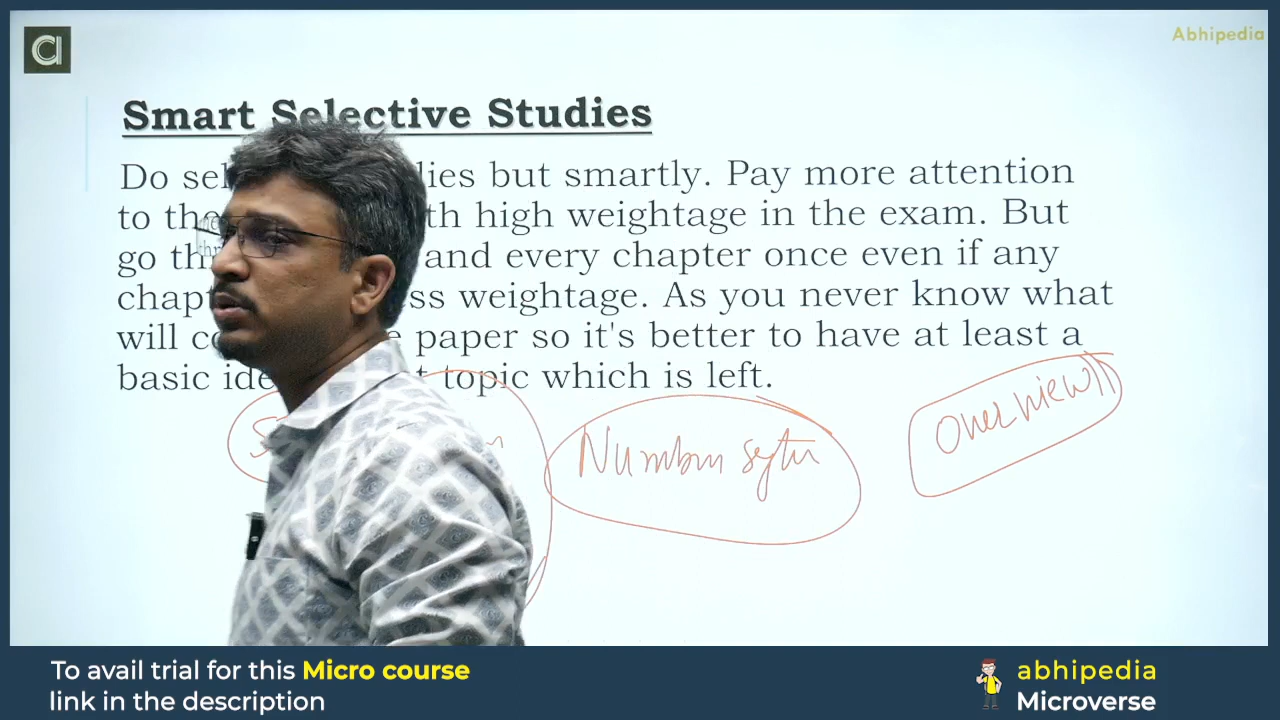 Abhipedia
Smart Selective Studies
Do sel lies but smartly. Pay more attention
to the th high weightage in the exam. But
go th and every chapter once even if any
chap ss weightage. As you never know what
will co e paper so it's better to have at least a
basic ide t topic which is left.
Number system
Overview
To avail trial for this Micro course
link in the description
abhipedia
Microverse